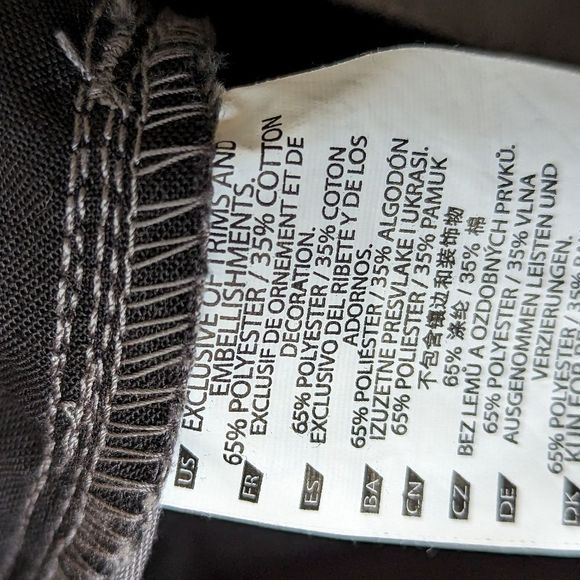 US EXCLUSIVE OF TRIMS AND
EMBELLISHMENTS.
65% POLYESTER / 35% COTTON
FR EXCLUSIF DE ORNEMENT ET DE
DECORATION.
65% POLYESTER / 35% COTON
ES EXCLUSIVO DEL RIBETE Y DE LOS
ADORNOS.
65% POLIÉSTER / 35% ALGODÓN
BA IZUZETNE PRESVLAKE I UKRASI.
65% POLIESTER / 35% PAMUK
CN 不包含镶边和装饰物
65% 涤纶 / 35% 棉
CZ BEZ LEMŮ A OZDOBNÝCH PRVKŮ.
65% POLYESTER / 35% VLNA
DE AUSGENOMMEN LEISTEN UND
VERZIERUNGEN.
65% POLYESTER / 35%
DK KUN FOR